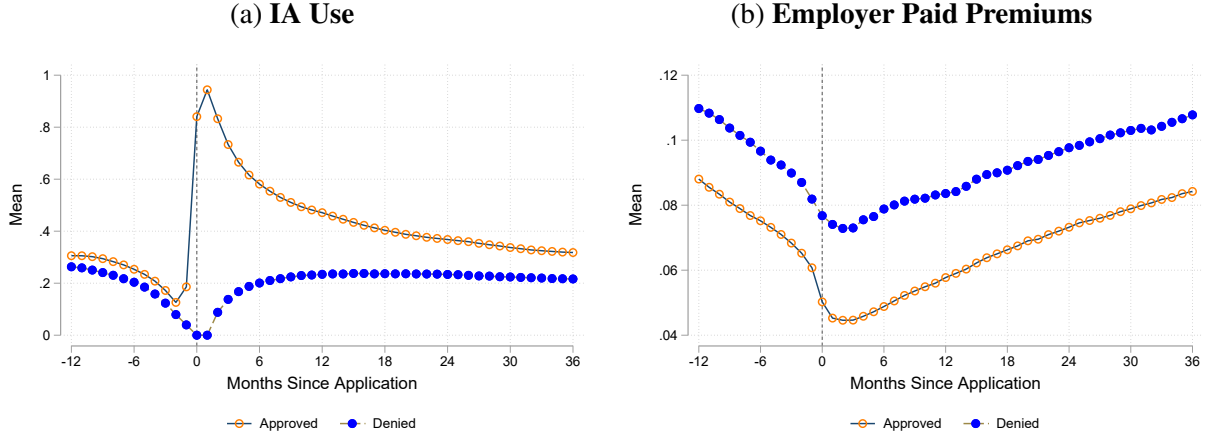 (a) IA Use
(b) Employer Paid Premiums
Mean
1
.8
.6
.4
.2
0
-12 -6 0 6 12 18 24 30 36
Months Since Application
Approved Denied
Mean
.12
.1
.08
.06
.04
-12 -6 0 6 12 18 24 30 36
Months Since Application
Approved Denied